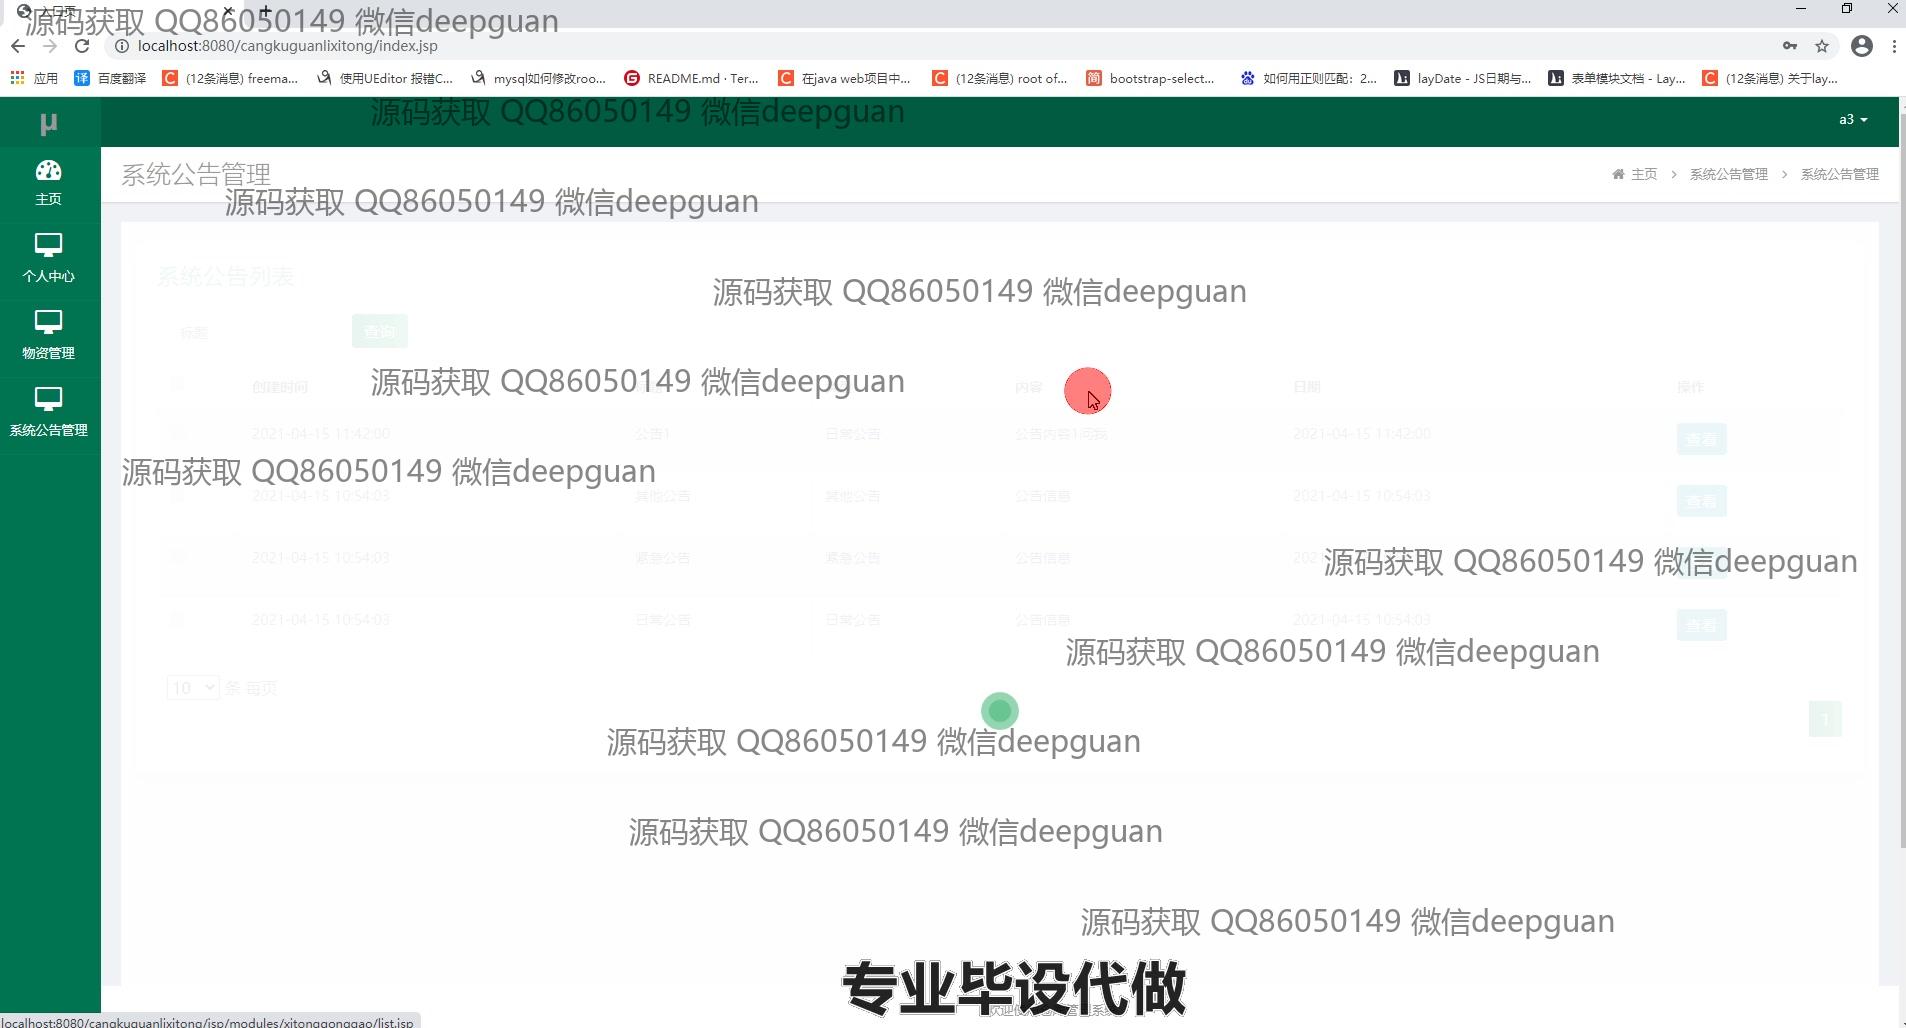 入口页
源码获取 QQ86050149 微信deepguan
localhost:8080/cangkuguanlixitong/index.jsp
应用 百度翻译 (12条消息) freema... 使用UEditor 报错C... mysql如何修改roo... README.md · Ter... 在java web项目中... (12条消息) root of... bootstrap-select... 如何用正则匹配：2... layDate - JS日期与... 表单模块文档 - Lay... (12条消息) 关于lay...
源码获取 QQ86050149 微信deepguan
μ
a3
主页
系统公告管理
主页 > 系统公告管理 > 系统公告管理
源码获取 QQ86050149 微信deepguan
个人中心
系统公告列表
源码获取 QQ86050149 微信deepguan
标题 查询
物资管理
源码获取 QQ86050149 微信deepguan
创建时间 内容 日期 操作
系统公告管理
2021-04-15 11:42:00 公告1 日常公告 公告内容1问我 2021-04-15 11:42:00 查看
源码获取 QQ86050149 微信deepguan
2021-04-15 10:54:03 其他公告 其他公告 公告信息 2021-04-15 10:54:03 查看
2021-04-15 10:54:03 紧急公告 紧急公告 公告信息
源码获取 QQ86050149 微信deepguan
2021-04-15 10:54:03 日常公告 日常公告 公告信息 2021-04-15 10:54:03 查看
源码获取 QQ86050149 微信deepguan
10 条 每页
1
源码获取 QQ86050149 微信deepguan
源码获取 QQ86050149 微信deepguan
源码获取 QQ86050149 微信deepguan
专业毕设代做
localhost:8080/cangkuguanlixitong/jsp/modules/xitonggonggao/list.jsp